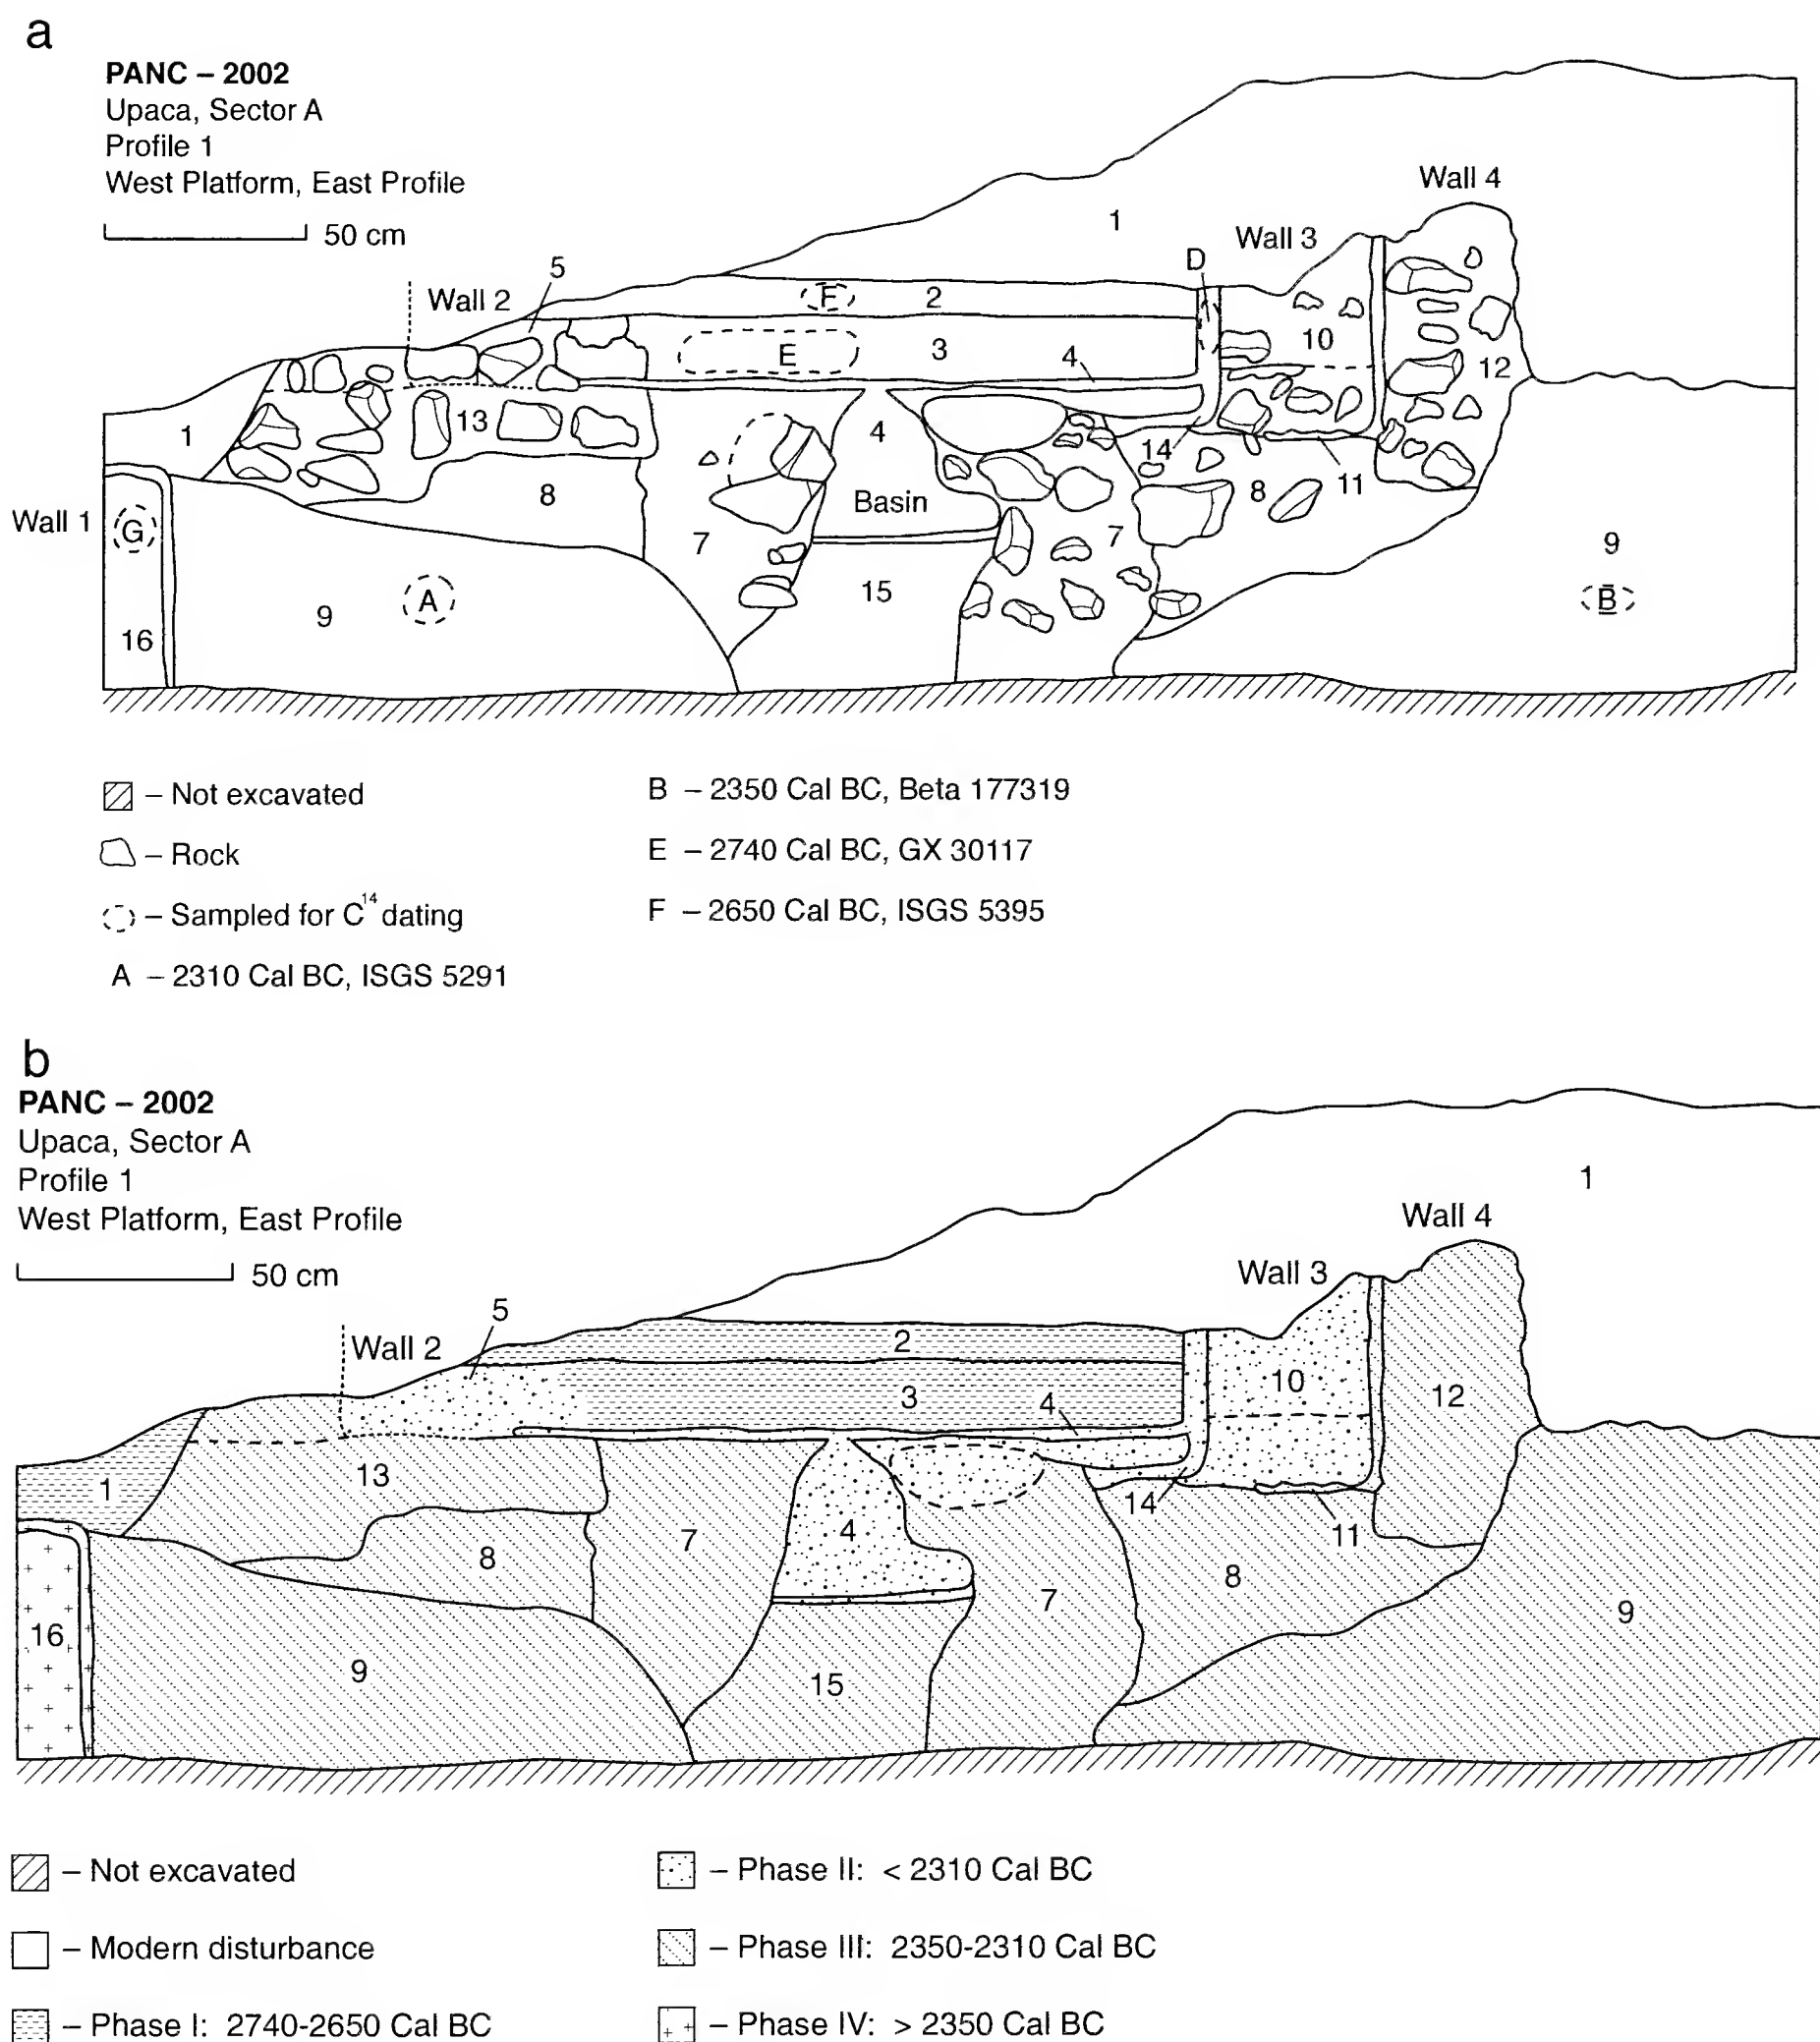 a
PANC – 2002
Upaca, Sector A
Profile 1
West Platform, East Profile
50 cm
Wall 4
1
Wall 3
D
5
Wall 2
F
2
E
3
4
10
12
13
1
4
14
8
11
8
Basin
Wall 1
G
7
7
9
15
9
A
B
16
– Not excavated
– Rock
– Sampled for C14 dating
A – 2310 Cal BC, ISGS 5291
B – 2350 Cal BC, Beta 177319
E – 2740 Cal BC, GX 30117
F – 2650 Cal BC, ISGS 5395
b
PANC – 2002
Upaca, Sector A
Profile 1
West Platform, East Profile
50 cm
1
Wall 4
Wall 3
5
Wall 2
2
3
4
10
12
13
1
14
11
7
4
8
8
7
9
16
9
15
– Not excavated
– Modern disturbance
– Phase I: 2740-2650 Cal BC
– Phase II: < 2310 Cal BC
– Phase III: 2350-2310 Cal BC
– Phase IV: > 2350 Cal BC